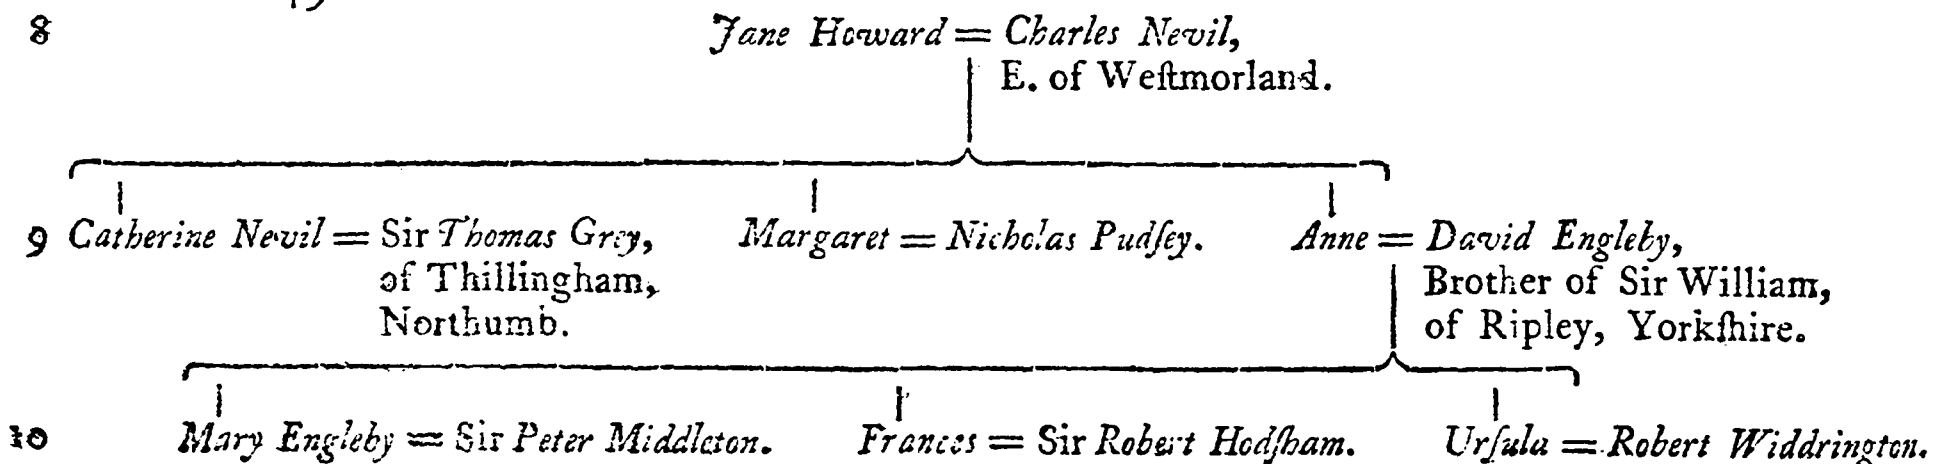 8 Jane Howard = Charles Nevil,
E. of Weſtmorland.
9 Catherine Nevil = Sir Thomas Grey, Margaret = Nicholas Pudſey. Anne = David Engleby,
of Thillingham, Brother of Sir William,
Northumb. of Ripley, Yorkſhire.
10 Mary Engleby = Sir Peter Middleton. Frances = Sir Robert Hodſham. Urſula = Robert Widdrington.